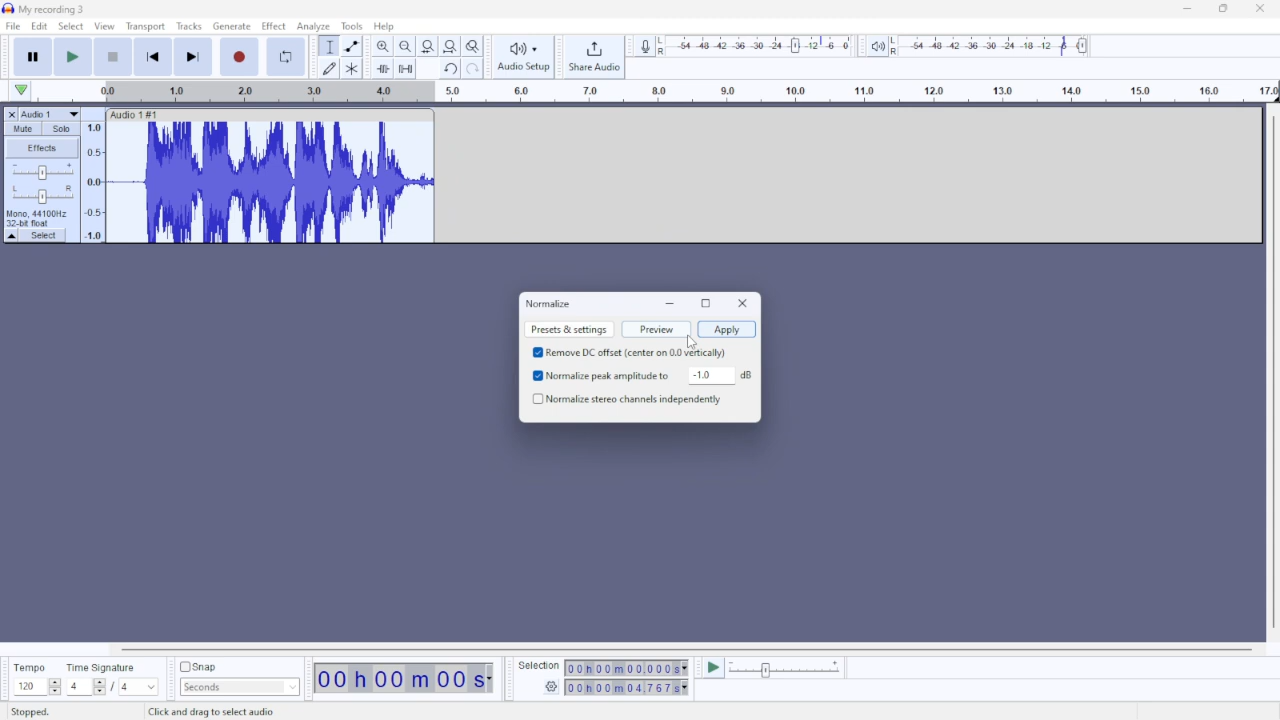 My recording 3
File Edit Select View Transport Tracks Generate Effect Analyze Tools Help
L
R
-54 -48 -42 -36 -30 -24 -12 -6 0
L
R
-54 -48 -42 -36 -30 -24 -18 -12 -6
Audio Setup
Share Audio
0.0 1.0 2.0 3.0 4.0 5.0 6.0 7.0 8.0 9.0 10.0 11.0 12.0 13.0 14.0 15.0 16.0 17.0
Audio 1
Audio 1 #1
Mute Solo
Effects
- +
L R
Mono, 44100Hz
32-bit float
Select
1.0
0.5
0.0
-0.5
-1.0
Normalize
Presets & settings Preview Apply
Remove DC offset (center on 0.0 vertically)
Normalize peak amplitude to -1.0 dB
Normalize stereo channels independently
Tempo Time Signature
120 4 / 4
Snap
Seconds
00 h 00 m 00 s
Selection 00 h 00 m 00.000 s
00 h 00 m 04.767 s
- +
Stopped. Click and drag to select audio